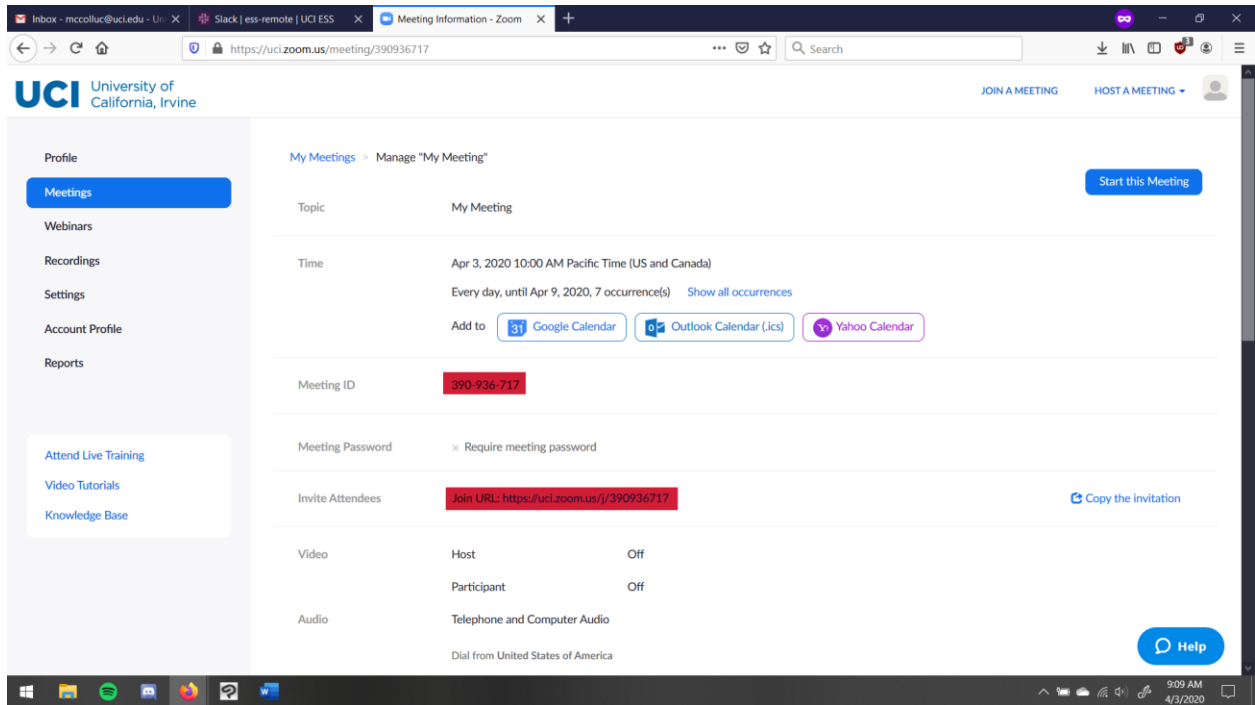 Inbox - mccolluc@uci.edu - Un
Slack | ess-remote | UCI ESS
Meeting Information - Zoom
https://uci.zoom.us/meeting/390936717
Search
3
UCI University of California, Irvine
JOIN A MEETING
HOST A MEETING
Profile
Meetings
Webinars
Recordings
Settings
Account Profile
Reports
Attend Live Training
Video Tutorials
Knowledge Base
My Meetings > Manage "My Meeting"
Start this Meeting
Topic My Meeting
Time Apr 3, 2020 10:00 AM Pacific Time (US and Canada)
Every day, until Apr 9, 2020, 7 occurrence(s) Show all occurrences
Add to 31 Google Calendar Outlook Calendar (.ics) Yahoo Calendar
Meeting ID 390-936-717
Meeting Password × Require meeting password
Invite Attendees Join URL: https://uci.zoom.us/j/390936717 Copy the invitation
Video Host Off
Participant Off
Audio Telephone and Computer Audio
Dial from United States of America
Help
9:09 AM
4/3/2020